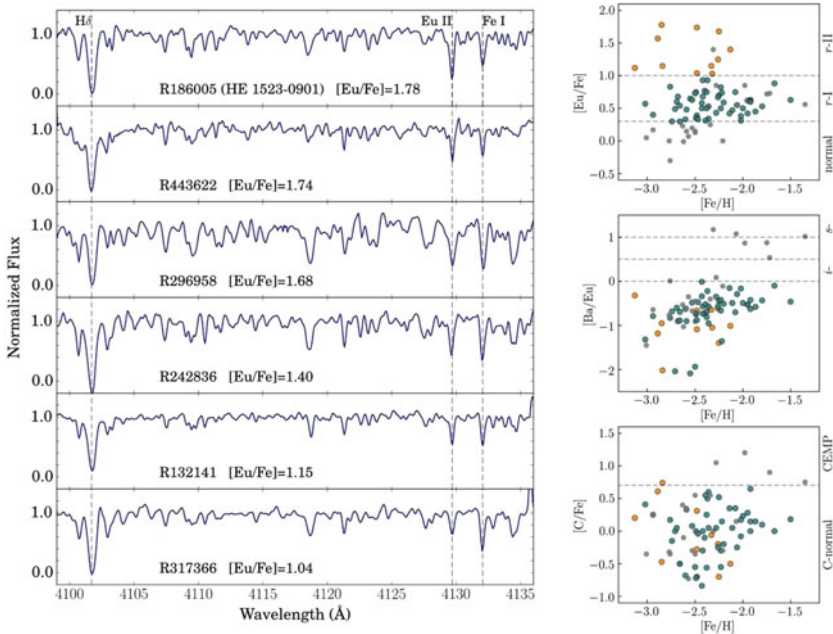 Hδ
Eu II
Fe I
1.0
0.0
R186005 (HE 1523-0901) [Eu/Fe]=1.78
1.0
0.0
R443622 [Eu/Fe]=1.74
1.0
0.0
R296958 [Eu/Fe]=1.68
1.0
0.0
R242836 [Eu/Fe]=1.40
1.0
0.0
R132141 [Eu/Fe]=1.15
1.0
0.0
R317366 [Eu/Fe]=1.04
Normalized Flux
4100 4105 4110 4115 4120 4125 4130 4135
Wavelength (Å)
2.0
1.5
1.0
0.5
0.0
−0.5
[Eu/Fe]
r-II
r-I
normal
−3.0 −2.5 −2.0 −1.5
[Fe/H]
1
0
−1
−2
[Ba/Eu]
s-
i-
−3.0 −2.5 −2.0 −1.5
[Fe/H]
1.5
1.0
0.5
0.0
−0.5
−1.0
[C/Fe]
CEMP
C-normal
−3.0 −2.5 −2.0 −1.5
[Fe/H]